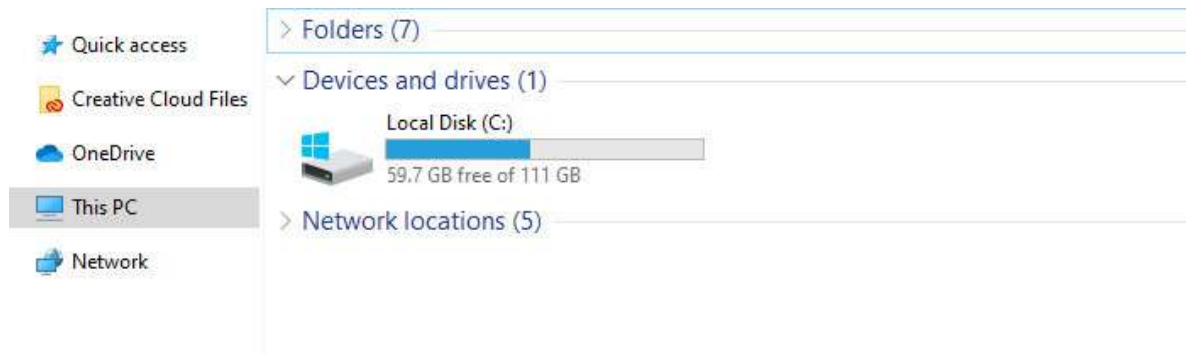 Quick access
Creative Cloud Files
OneDrive
This PC
Network
Folders (7)
Devices and drives (1)
Local Disk (C:)
59.7 GB free of 111 GB
Network locations (5)